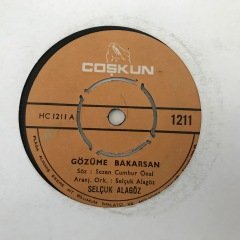 COŞKUN
HC 1211 A
1211
GÖZÜME BAKARSAN
Söz : Sezen Cumhur Önal
Aranj. Ork. : Selçuk Alagöz
SELÇUK ALAGÖZ